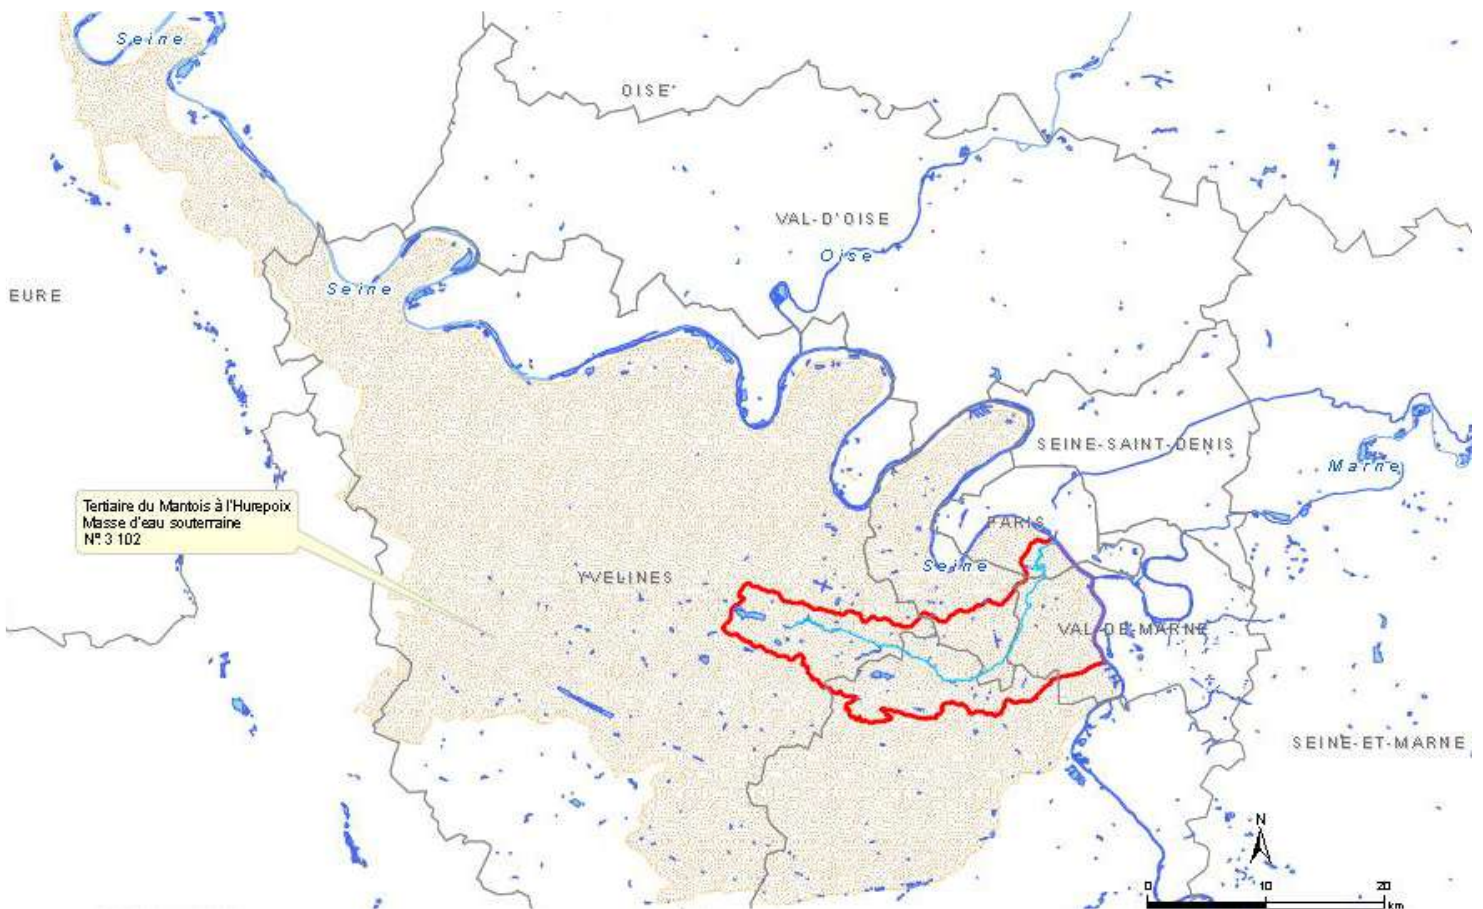 Seine
OISE
VAL-D'OISE
Oise
EURE
Seine
SEINE-SAINT-DENIS
Marne
Tertiaire du Mantois à l'Hurepoix
Masse d'eau souterraine
N° 3 102
PARIS
Seine
YVELINES
VAL-DE-MARNE
SEINE-ET-MARNE
N
0 10 20
km